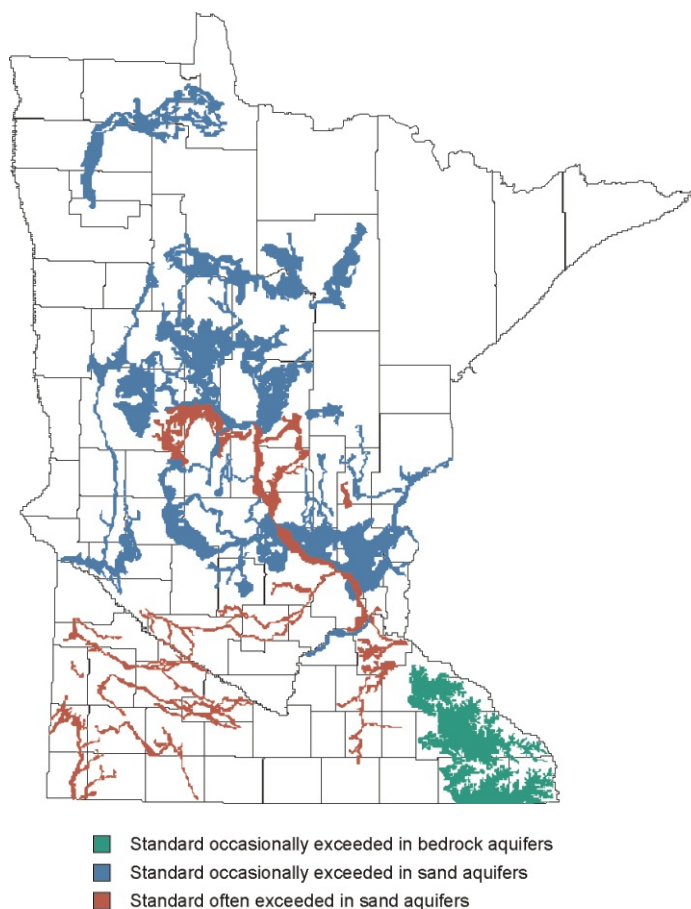 Standard occasionally exceeded in bedrock aquifers
Standard occasionally exceeded in sand aquifers
Standard often exceeded in sand aquifers